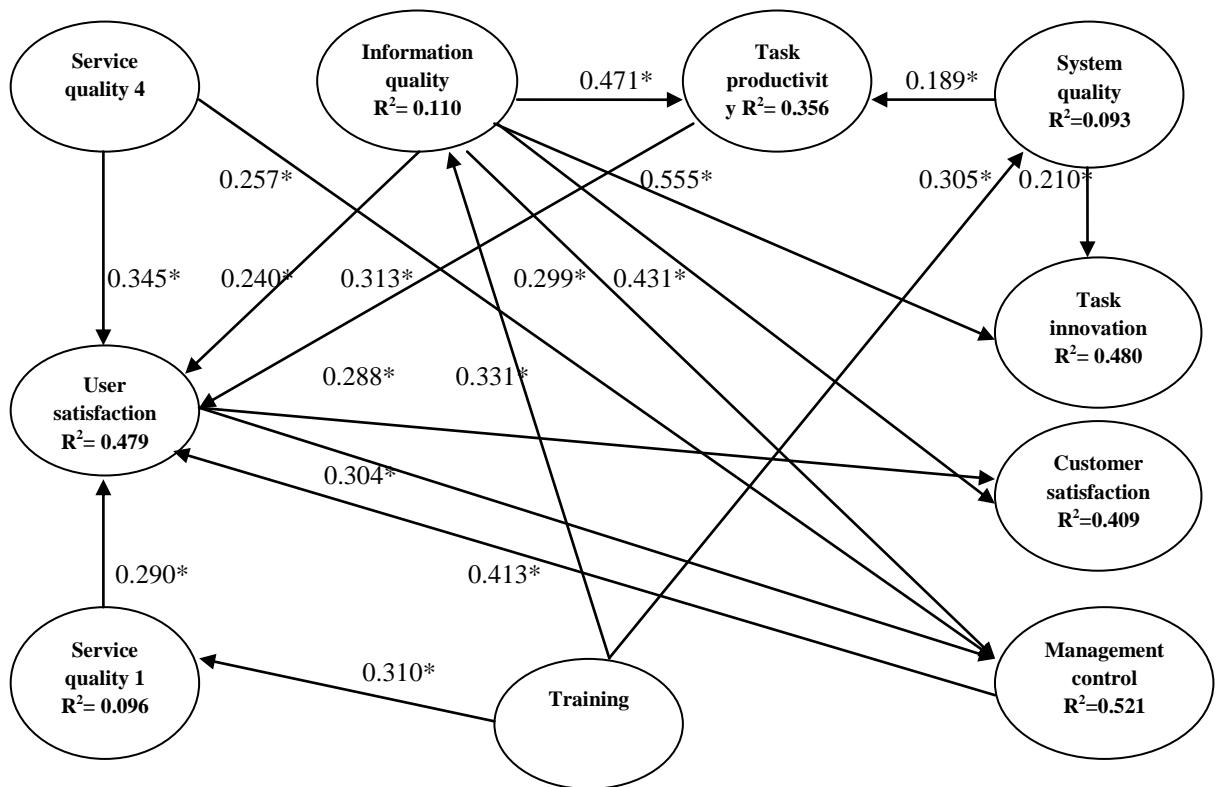 Service
quality 4
Information
quality
R²= 0.110
Task
productivit
y R²= 0.356
System
quality
R²=0.093
0.471*
0.189*
0.257*
0.555*
0.305*
0.210*
0.345*
0.240*
0.313*
0.299*
0.431*
Task
innovation
R²= 0.480
User
satisfaction
R²= 0.479
0.288*
0.331*
0.304*
Customer
satisfaction
R²=0.409
0.290*
0.413*
Service
quality 1
R²= 0.096
0.310*
Training
Management
control
R²=0.521